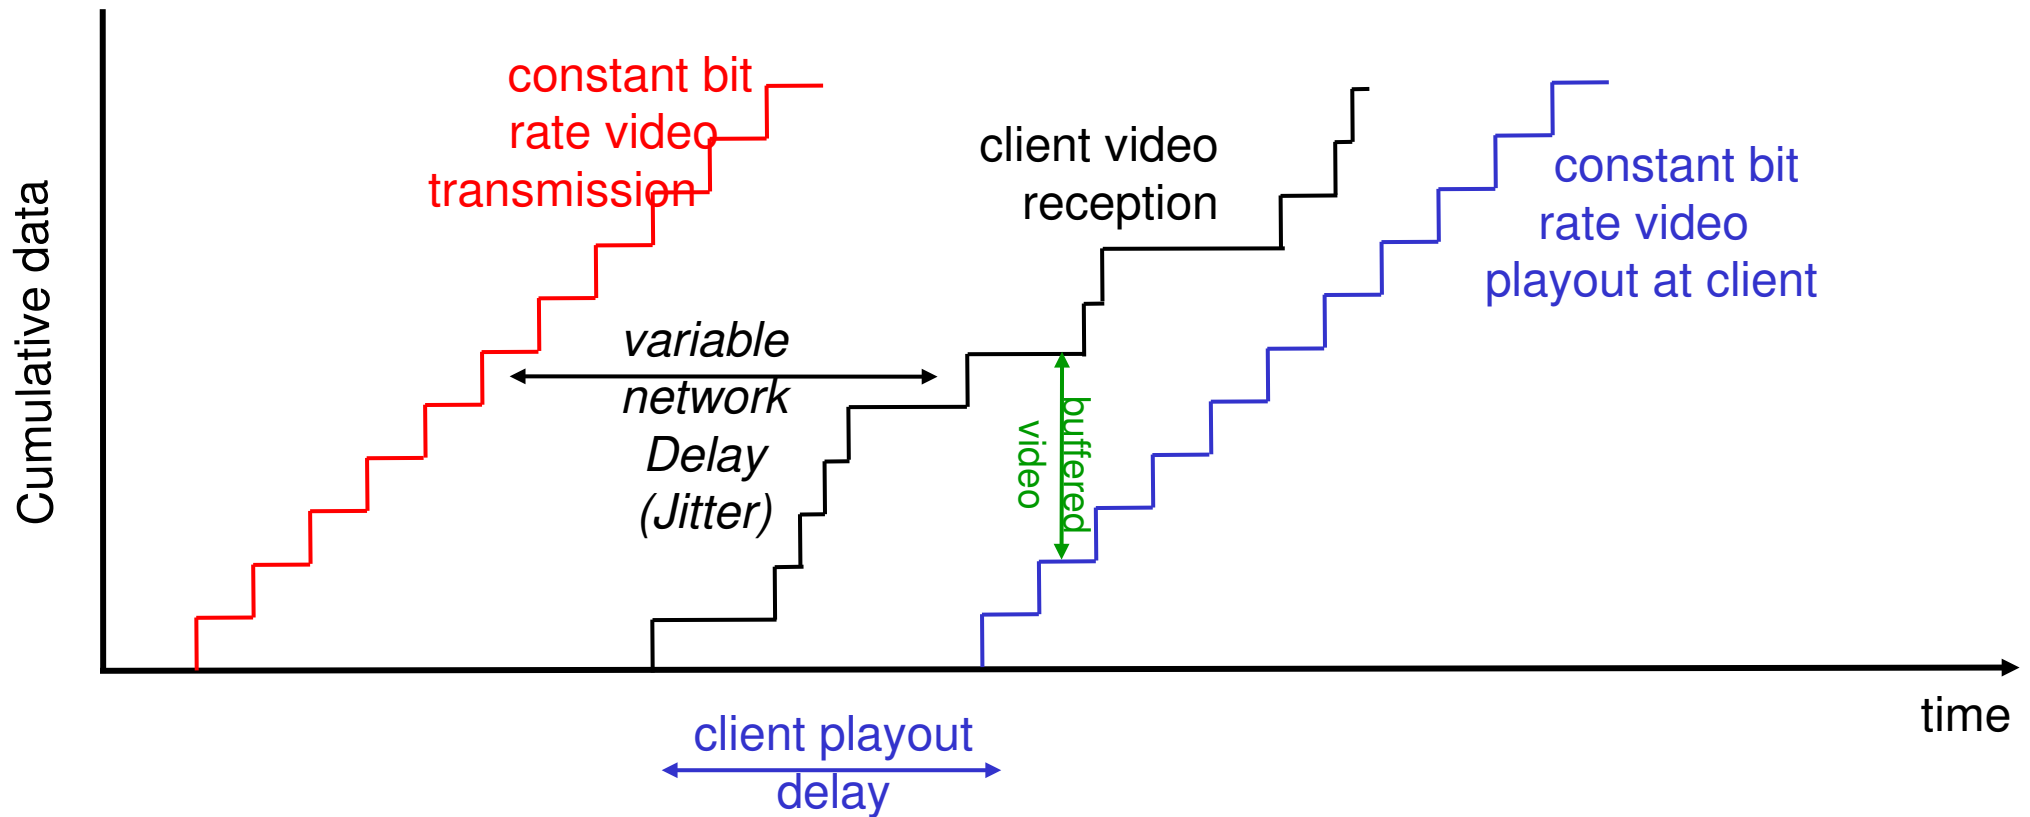 constant bit
rate video
transmission
client video
reception
constant bit
rate video
playout at client
Cumulative data
variable
network
Delay
(Jitter)
buffered
video
time
client playout
delay